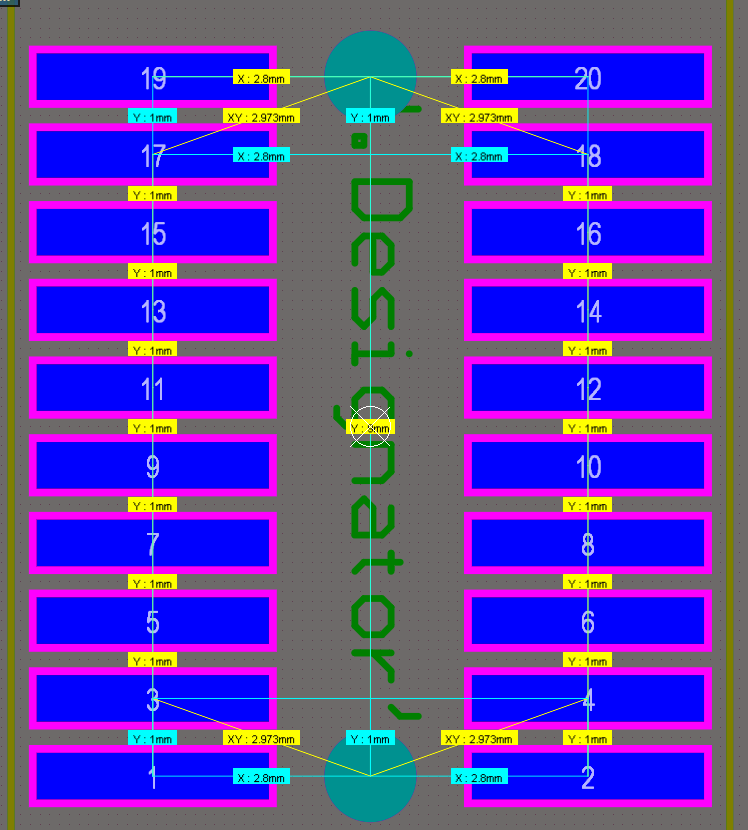 19 X : 2.8mm X : 2.8mm 20
Y : 1mm XY : 2.973mm Y : 1mm XY : 2.973mm
17 X : 2.8mm X : 2.8mm 18
Y : 1mm Y : 1mm
15 16
Y : 1mm Y : 1mm
13 14
Y : 1mm Y : 1mm
11 12
Y : 1mm Y : 8mm Y : 1mm
9 10
Y : 1mm Y : 1mm
7 8
Y : 1mm Y : 1mm
5 6
Y : 1mm Y : 1mm
3 4
Y : 1mm XY : 2.973mm Y : 1mm XY : 2.973mm Y : 1mm
1 X : 2.8mm X : 2.8mm 2
'.Designator'